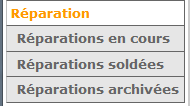 Réparation
Réparations en cours
Réparations soldées
Réparations archivées